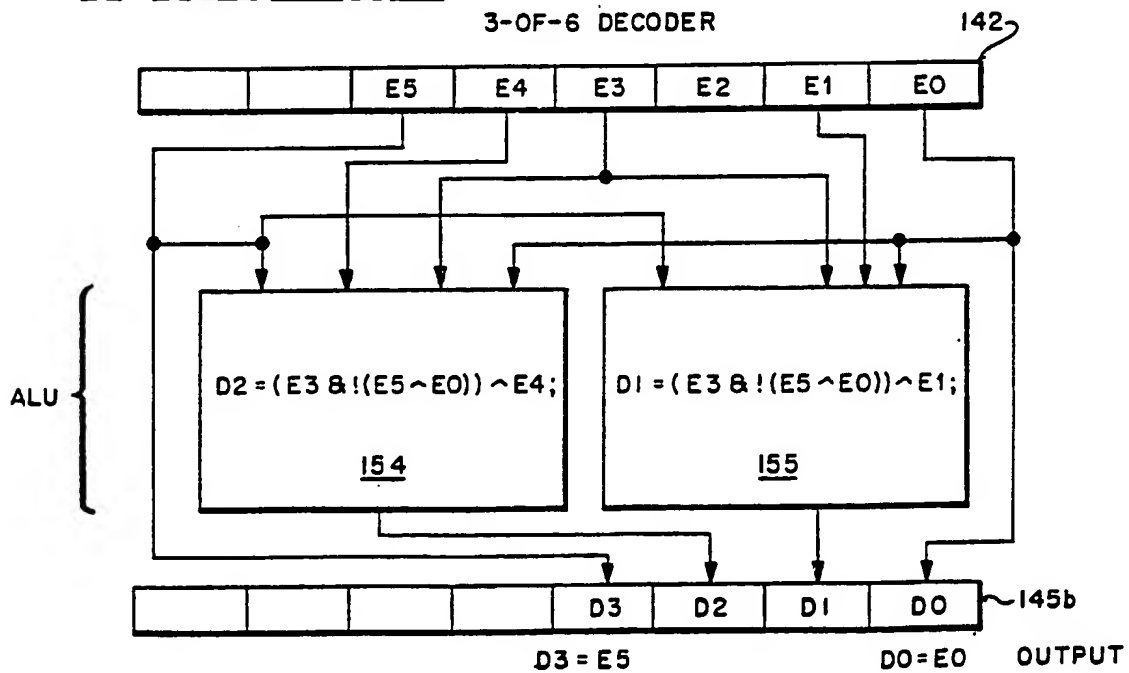 3-OF-6 DECODER
142
E5 E4 E3 E2 E1 E0
ALU
D2=(E3 &!(E5^E0))^E4; D1=(E3 &!(E5^E0))^E1;
154 155
D3 D2 D1 D0
145b
D3=E5 D0=E0 OUTPUT